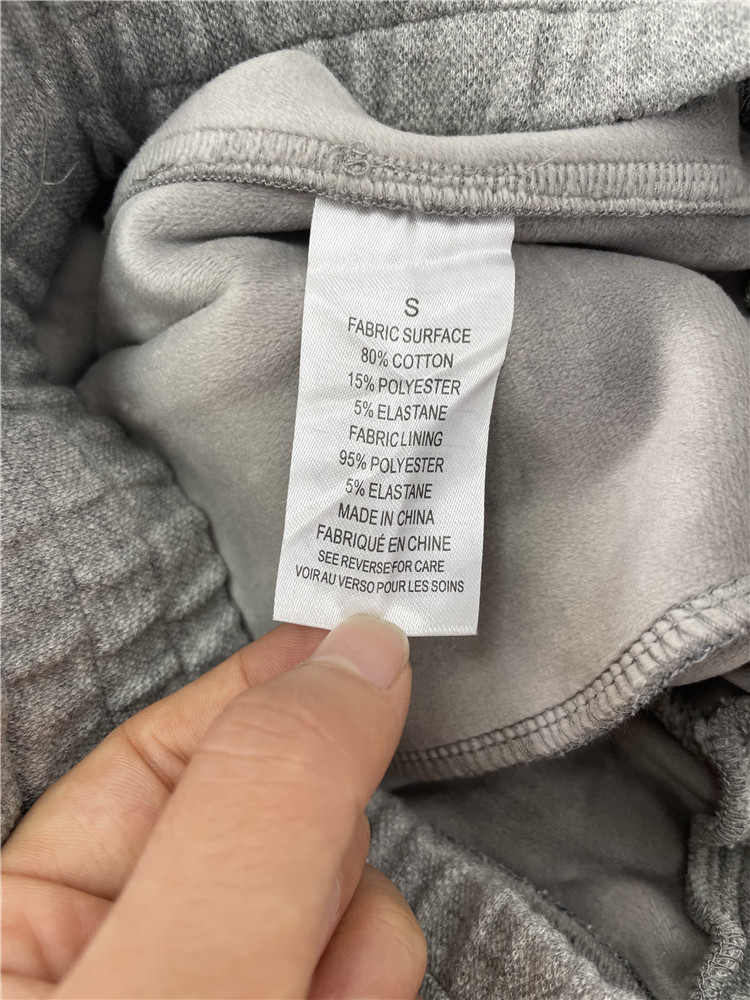 S
FABRIC SURFACE
80% COTTON
15% POLYESTER
5% ELASTANE
FABRIC LINING
95% POLYESTER
5% ELASTANE
MADE IN CHINA
FABRIQUÉ EN CHINE
SEE REVERSE FOR CARE
VOIR AU VERSO POUR LES SOINS